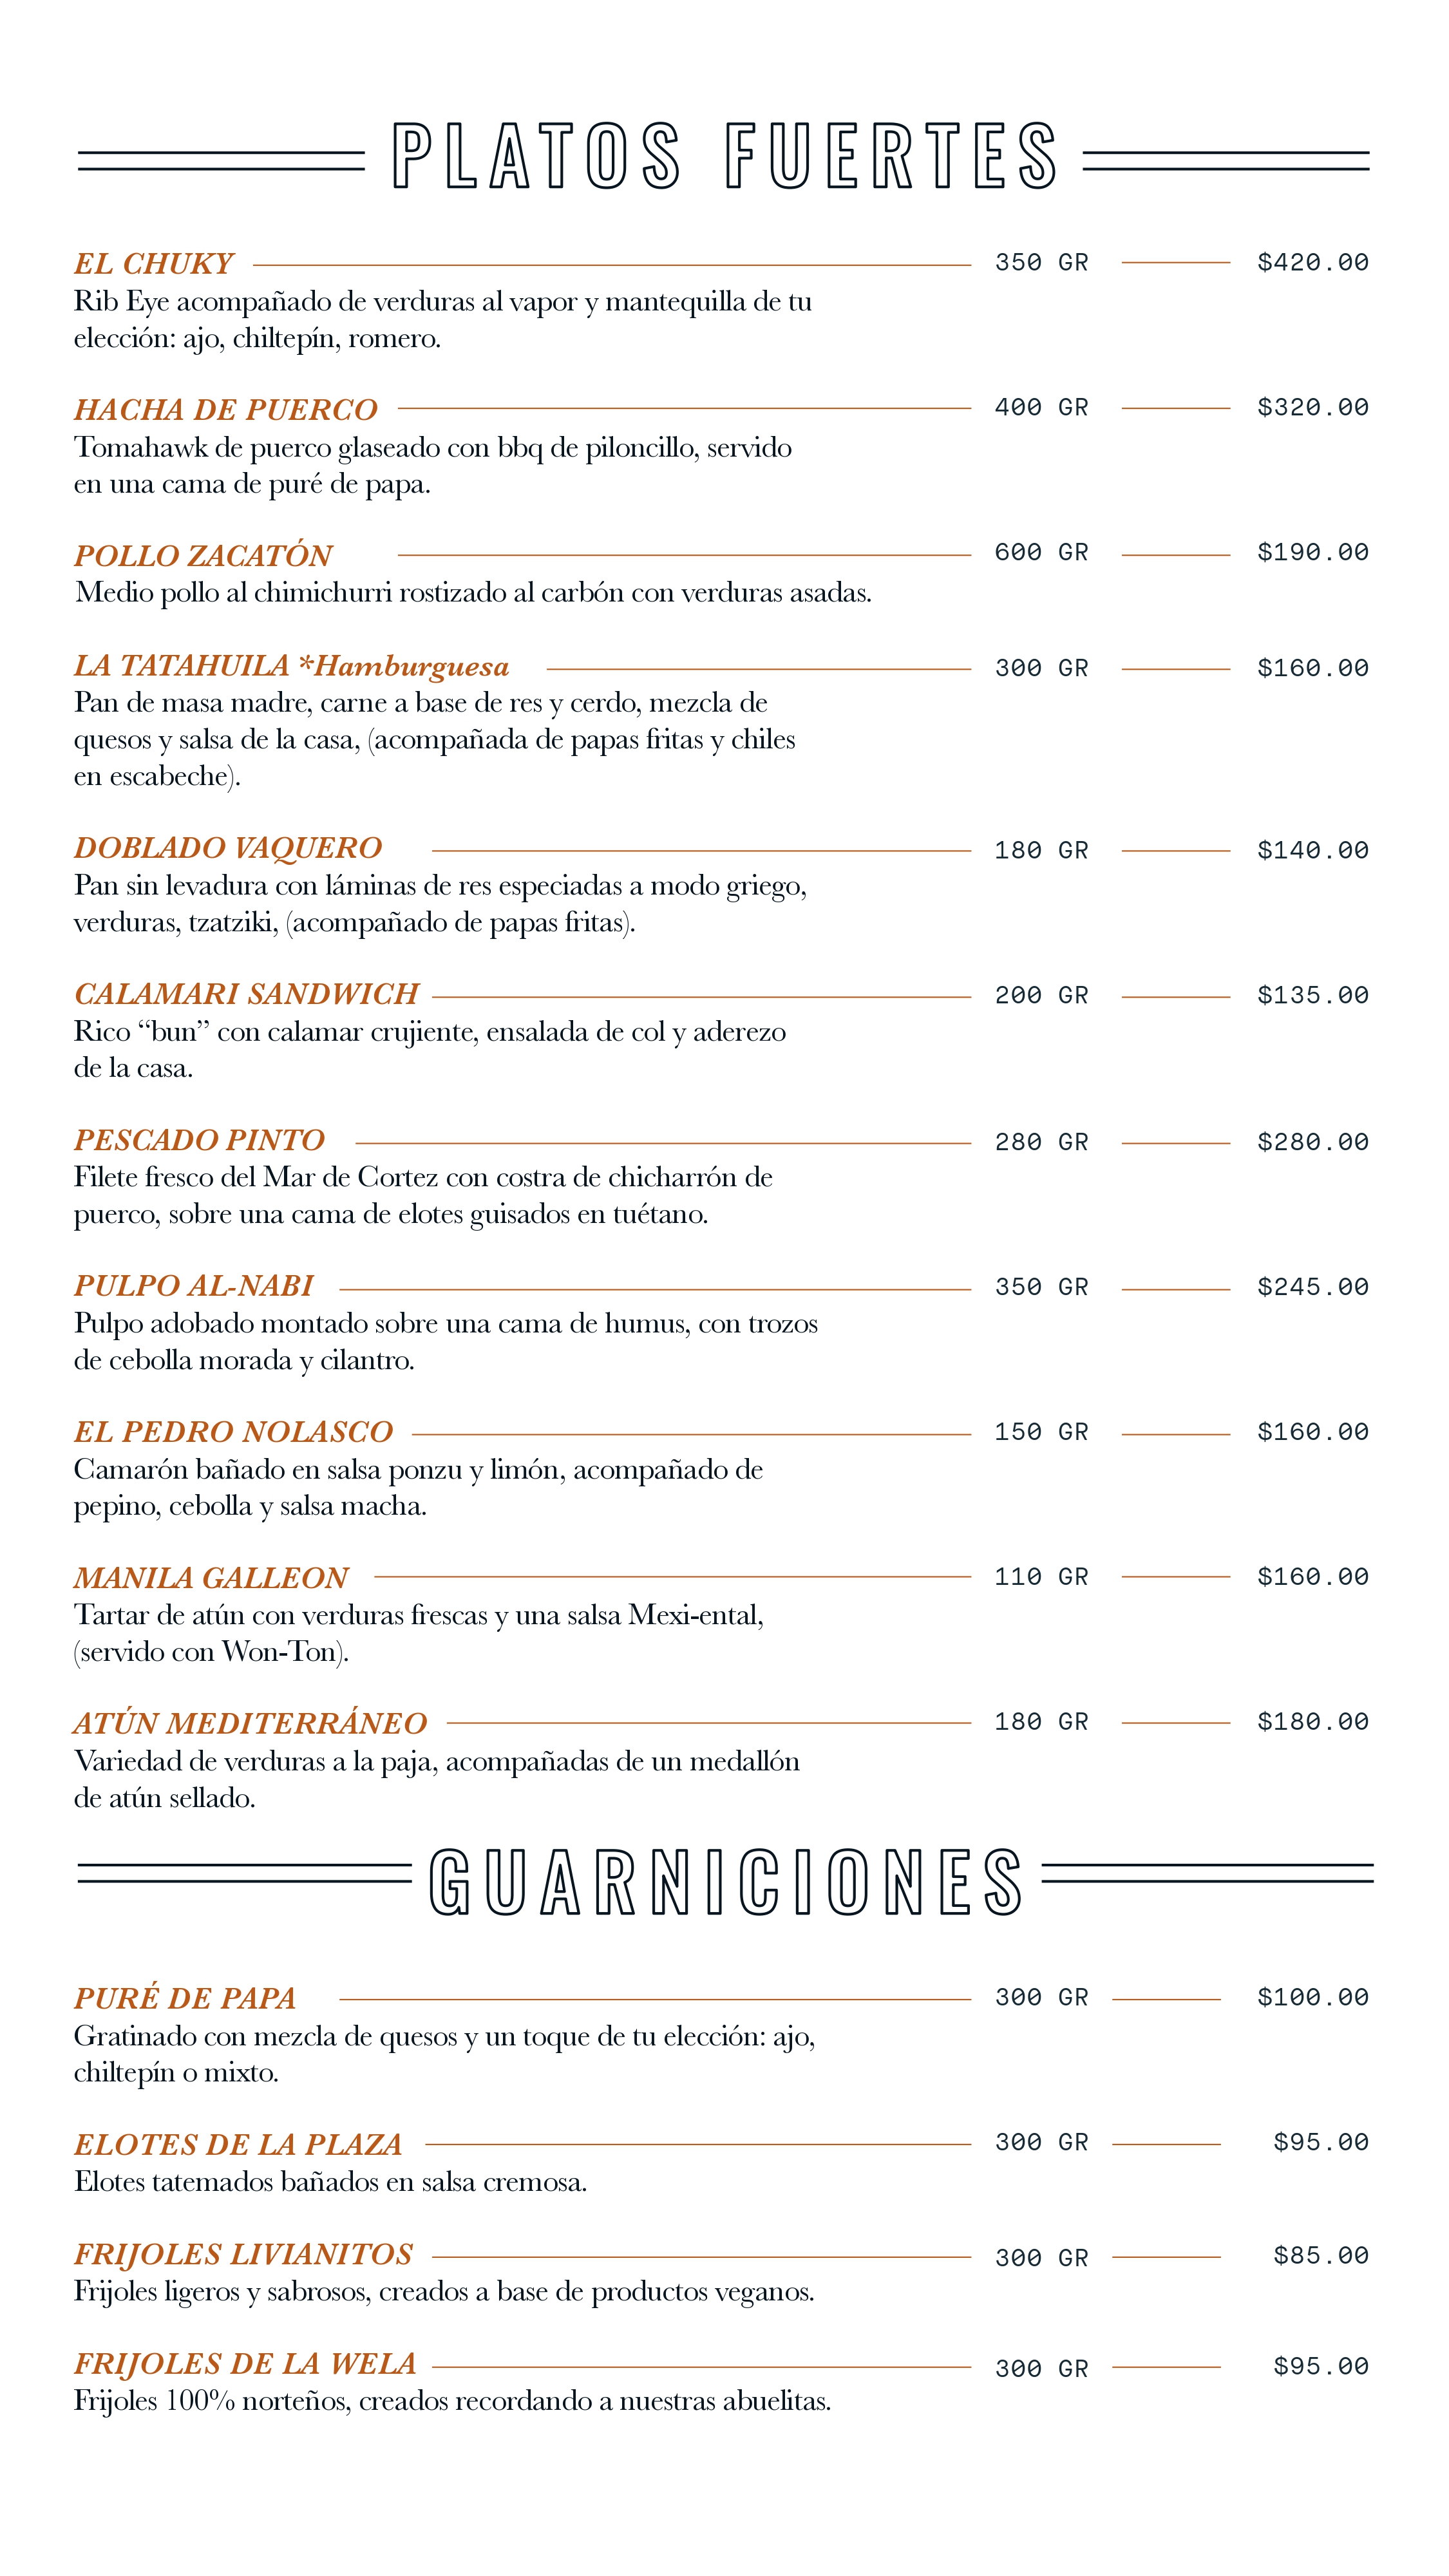 PLATOS FUERTES
EL CHUKY 350 GR $420.00
Rib Eye acompañado de verduras al vapor y mantequilla de tu
elección: ajo, chiltepín, romero.
HACHA DE PUERCO 400 GR $320.00
Tomahawk de puerco glaseado con bbq de piloncillo, servido
en una cama de puré de papa.
POLLO ZACATÓN 600 GR $190.00
Medio pollo al chimichurri rostizado al carbón con verduras asadas.
LA TATAHUILA *Hamburguesa 300 GR $160.00
Pan de masa madre, carne a base de res y cerdo, mezcla de
quesos y salsa de la casa, (acompañada de papas fritas y chiles
en escabeche).
DOBLADO VAQUERO 180 GR $140.00
Pan sin levadura con láminas de res especiadas a modo griego,
verduras, tzatziki, (acompañado de papas fritas).
CALAMARI SANDWICH 200 GR $135.00
Rico “bun” con calamar crujiente, ensalada de col y aderezo
de la casa.
PESCADO PINTO 280 GR $280.00
Filete fresco del Mar de Cortez con costra de chicharrón de
puerco, sobre una cama de elotes guisados en tuétano.
PULPO AL-NABI 350 GR $245.00
Pulpo adobado montado sobre una cama de humus, con trozos
de cebolla morada y cilantro.
EL PEDRO NOLASCO 150 GR $160.00
Camarón bañado en salsa ponzu y limón, acompañado de
pepino, cebolla y salsa macha.
MANILA GALLEON 110 GR $160.00
Tartar de atún con verduras frescas y una salsa Mexi-ental,
(servido con Won-Ton).
ATÚN MEDITERRÁNEO 180 GR $180.00
Variedad de verduras a la paja, acompañadas de un medallón
de atún sellado.
GUARNICIONES
PURÉ DE PAPA 300 GR $100.00
Gratinado con mezcla de quesos y un toque de tu elección: ajo,
chiltepín o mixto.
ELOTES DE LA PLAZA 300 GR $95.00
Elotes tatemados bañados en salsa cremosa.
FRIJOLES LIVIANITOS 300 GR $85.00
Frijoles ligeros y sabrosos, creados a base de productos veganos.
FRIJOLES DE LA WELA 300 GR $95.00
Frijoles 100% norteños, creados recordando a nuestras abuelitas.